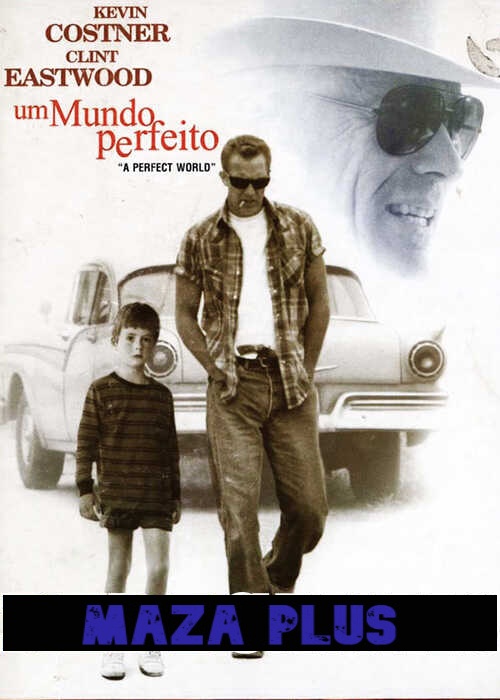 KEVIN
COSTNER
CLINT
EASTWOOD
um Mundo
perfeito
"A PERFECT WORLD"
MAZA PLUS